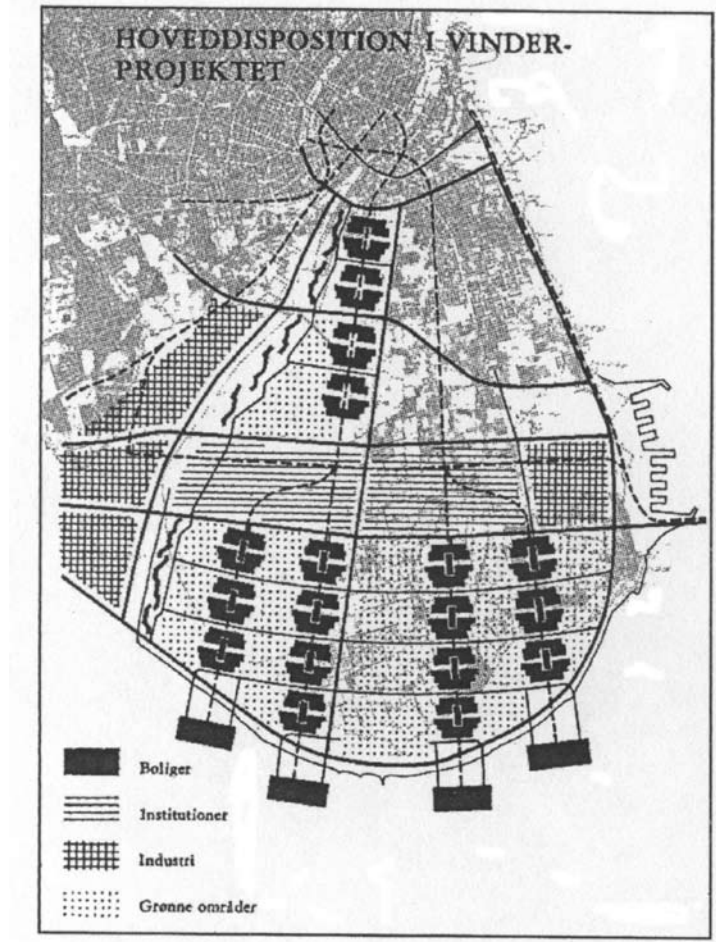 HOVEDDISPOSITION I VINDER-
PROJEKTET
Boliger
Institutioner
Industri
Grønne områder